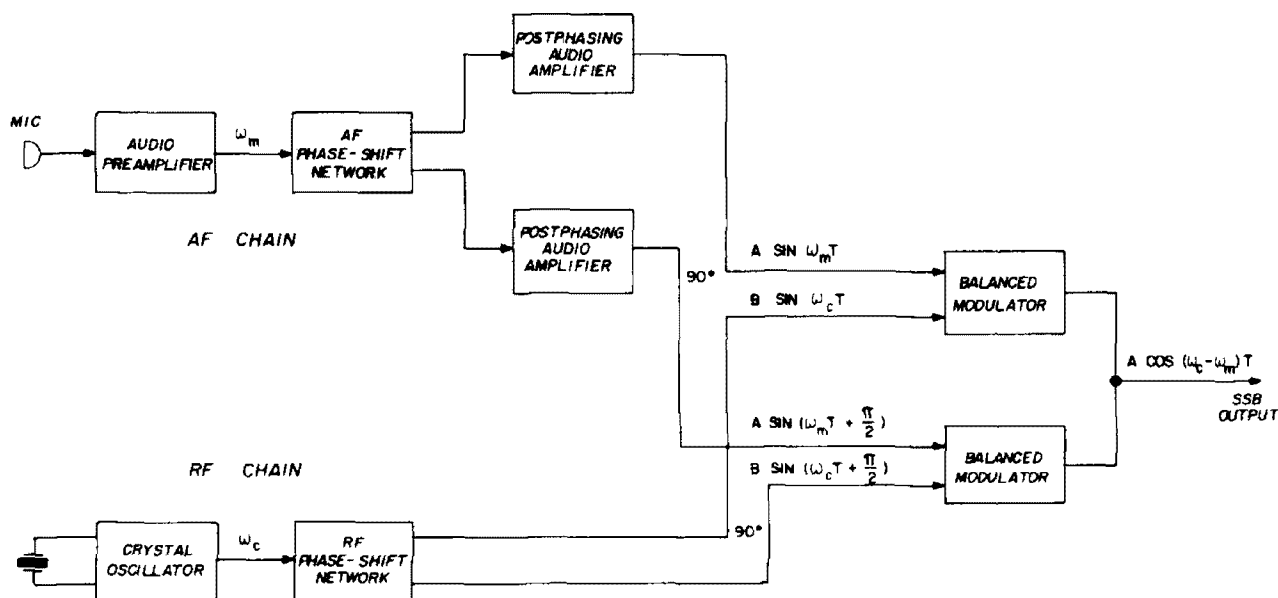 POSTPHASING
AUDIO
AMPLIFIER
MIC
AUDIO
PREAMPLIFIER
ωm
AF
PHASE-SHIFT
NETWORK
AF CHAIN
POSTPHASING
AUDIO
AMPLIFIER
90°
A SIN ωmT
B SIN ωcT
BALANCED
MODULATOR
A COS (ωc-ωm)T
SSB
OUTPUT
A SIN (ωmT + π/2)
B SIN (ωcT + π/2)
BALANCED
MODULATOR
RF CHAIN
CRYSTAL
OSCILLATOR
ωc
RF
PHASE-SHIFT
NETWORK
90°